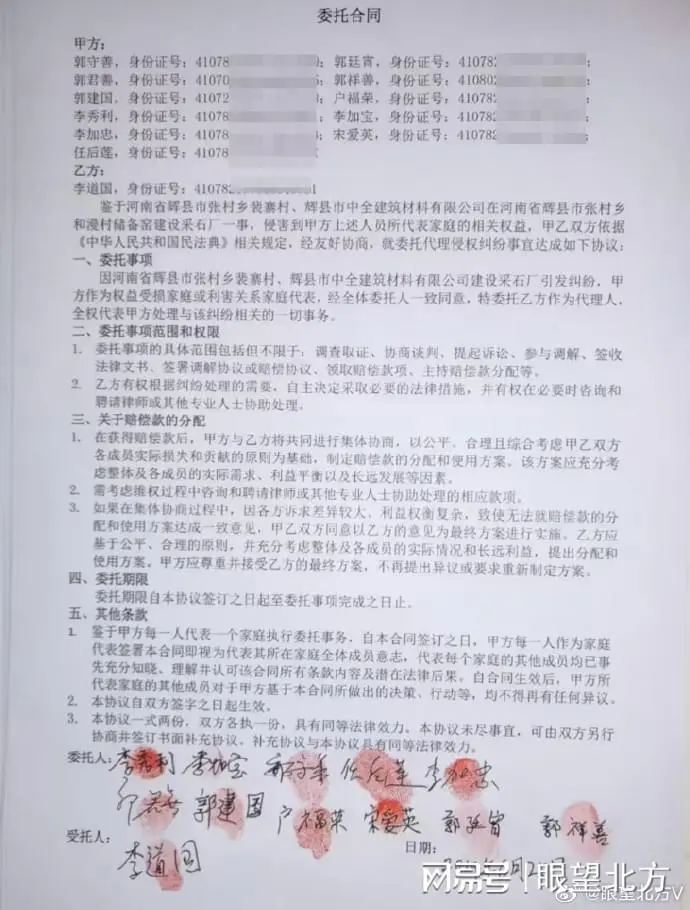 委托合同
甲方：
郭守善，身份证号：41078 ；郭廷宵，身份证号：41078 ；
郭君善，身份证号：41070 ；郭祥善，身份证号：410802 ；
郭建国，身份证号：41072 ；户福荣，身份证号：410782 ；
李秀利，身份证号：41078 ；李加宝，身份证号：410782 ；
李加忠，身份证号：41078 ；宋爱英，身份证号：410782 ；
任后莲，身份证号：41078
乙方：
李道国，身份证号：410782
鉴于河南省辉县市张村乡裴寨村、辉县市中全建筑材料有限公司在河南省辉县市张村乡
和漫村储备窑建设采石厂一事，侵害到甲方上述人员所代表家庭的相关权益，甲乙双方依据
《中华人民共和国民法典》相关规定，经友好协商，就委托代理侵权纠纷事宜达成如下协议：
一、委托事项
因河南省辉县市张村乡裴寨村、辉县市中全建筑材料有限公司建设采石厂引发纠纷，甲
方作为权益受损家庭或利害关系家庭代表，经全体委托人一致同意，特委托乙方作为代理人，
全权代表甲方处理与该纠纷相关的一切事务。
二、委托事项范围和权限
1. 委托事项的具体范围包括但不限于：调查取证、协商谈判、提起诉讼、参与调解、签收
法律文书、签署调解协议或赔偿协议、领取赔偿款项、主持赔偿款分配等。
2. 乙方有权根据纠纷处理的需要，自主决定采取必要的法律措施，并有权在必要时咨询和
聘请律师或其他专业人士协助处理。
三、关于赔偿款的分配
1. 在获得赔偿款后，甲方与乙方将共同进行集体协商，以公平、合理且综合考虑甲乙双方
各成员实际损失和贡献的原则为基础，制定赔偿款的分配和使用方案。该方案应充分考
虑整体及各成员的实际需求、利益平衡以及长远发展等因素。
2. 需考虑维权过程中咨询和聘请律师或其他专业人士协助处理的相应款项。
3. 如果在集体协商过程中，因各方诉求差异较大、利益权衡复杂，致使无法就赔偿款的分
配和使用方案达成一致意见，甲乙双方同意以乙方的意见为最终方案进行实施。乙方应
基于公平、合理的原则，并充分考虑整体及各成员的实际情况和长远利益，提出分配和
使用方案。甲方应尊重并接受乙方的最终方案，不再提出异议或要求重新制定方案。
四、委托期限
委托期限自本协议签订之日起至委托事项完成之日止。
五、其他条款
1. 鉴于甲方每一人代表一个家庭执行委托事务，自本合同签订之日，甲方每一人作为家庭
代表签署本合同即视为代表其所在家庭全体成员意志，代表每个家庭的其他成员均已事
先充分知晓、理解并认可该合同所有条款内容及潜在法律后果。自合同生效后，甲方所
代表家庭的其他成员对于甲方基于本合同所做出的决策、行动等，均不得再有任何异议。
2. 本协议自双方签字之日起生效。
3. 本协议一式两份，双方各执一份，具有同等法律效力。本协议未尽事宜，可由双方另行
协商并签订书面补充协议，补充协议与本协议具有同等法律效力。
委托人：李秀利 李加宝 任后莲 李加忠
郭建国 户福荣 宋爱英 郭廷宵 郭祥善
受托人：
李道国
日期：
网易号 | 眼望北方
@眼望北方V